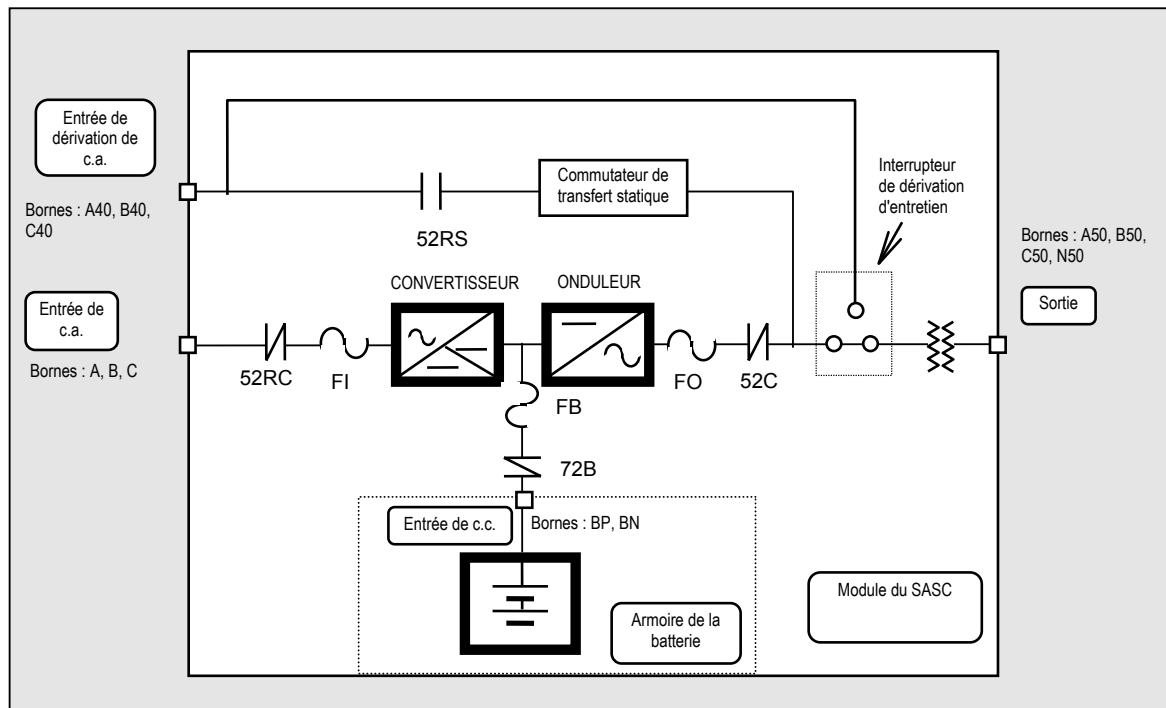 Entrée de
dérivation de
c.a.
Bornes : A40, B40,
C40
Commutateur de
transfert statique
52RS
Interrupteur
de dérivation
d'entretien
Bornes : A50, B50,
C50, N50
Sortie
Entrée de
c.a.
Bornes : A, B, C
CONVERTISSEUR
ONDULEUR
52RC
FI
FO
52C
FB
72B
Entrée de c.c.
Bornes : BP, BN
Armoire de la
batterie
Module du SASC